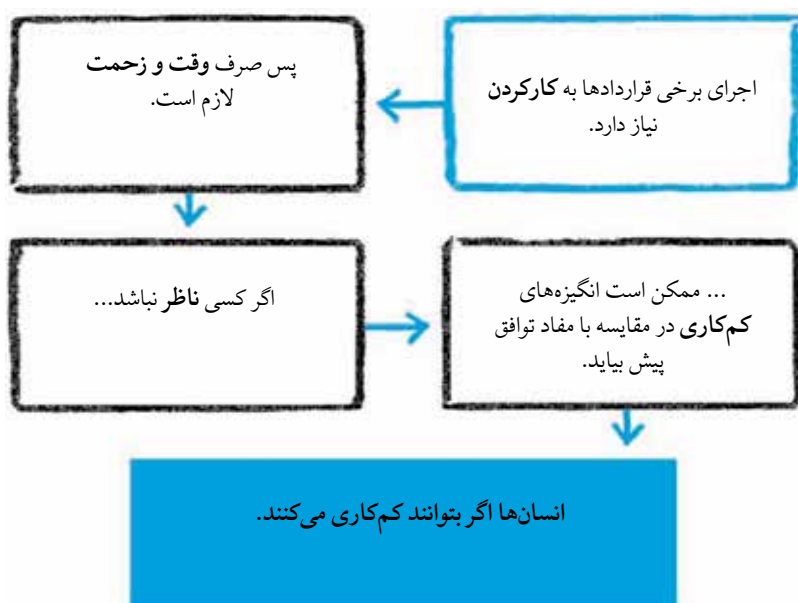 اجرای برخی قراردادها به کارکردن
نیاز دارد.
پس صرف وقت و زحمت
لازم است.
اگر کسی ناظر نباشد...
... ممکن است انگیزه‌های
کم‌کاری در مقایسه با مفاد توافق
پیش بیاید.
انسان‌ها اگر بتوانند کم‌کاری می‌کنند.